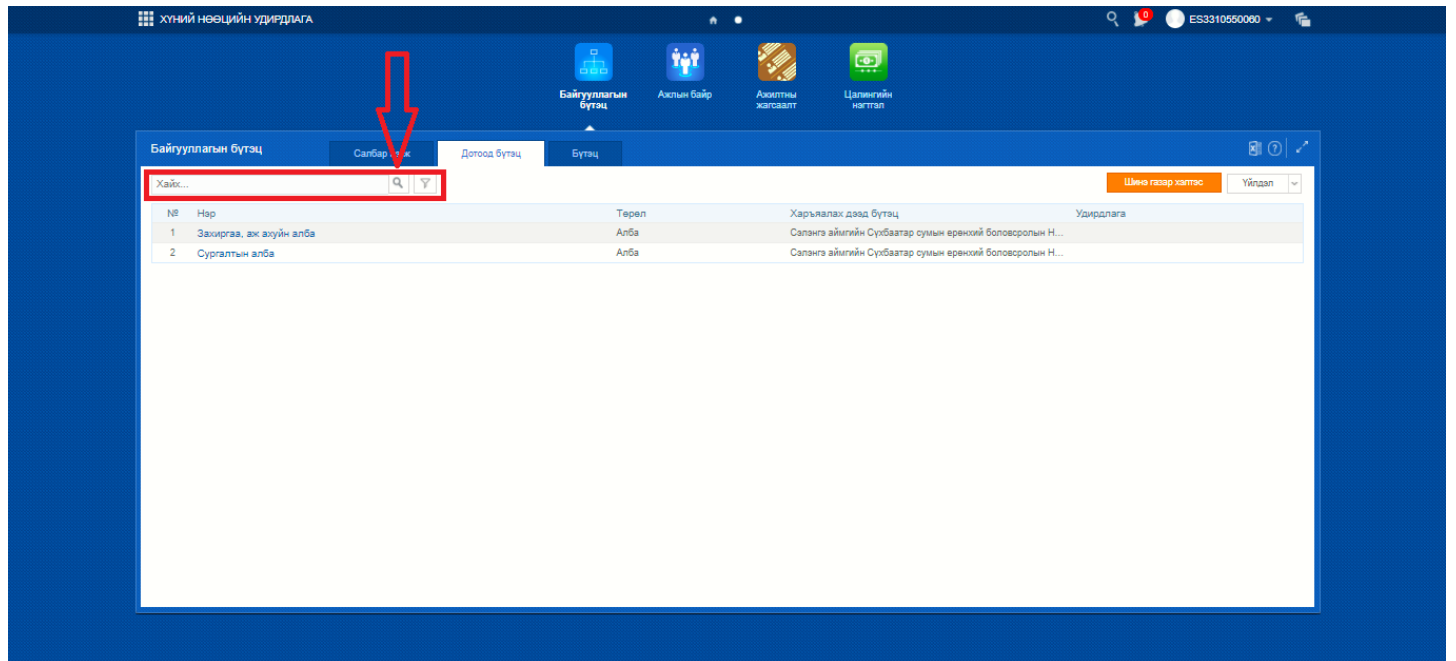 ХҮНИЙ НӨӨЦИЙН УДИРДЛАГА
0
ES3310550060
Байгууллагын
бүтэц
Ажлын байр
Ажилтны
жагсаалт
Цалингийн
нэгтгэл
Байгууллагын бүтэц
Салбар
Дотоод бүтэц
Бүтэц
Хайх...
Шинэ газар хэлтэс
Үйлдэл
№ Нэр Төрөл Харъяалах дээд бүтэц Удирдлага
1 Захиргаа, аж ахуйн алба Алба Сэлэнгэ аймгийн Сүхбаатар сумын ерөнхий боловсролын Н...
2 Сургалтын алба Алба Сэлэнгэ аймгийн Сүхбаатар сумын ерөнхий боловсролын Н...